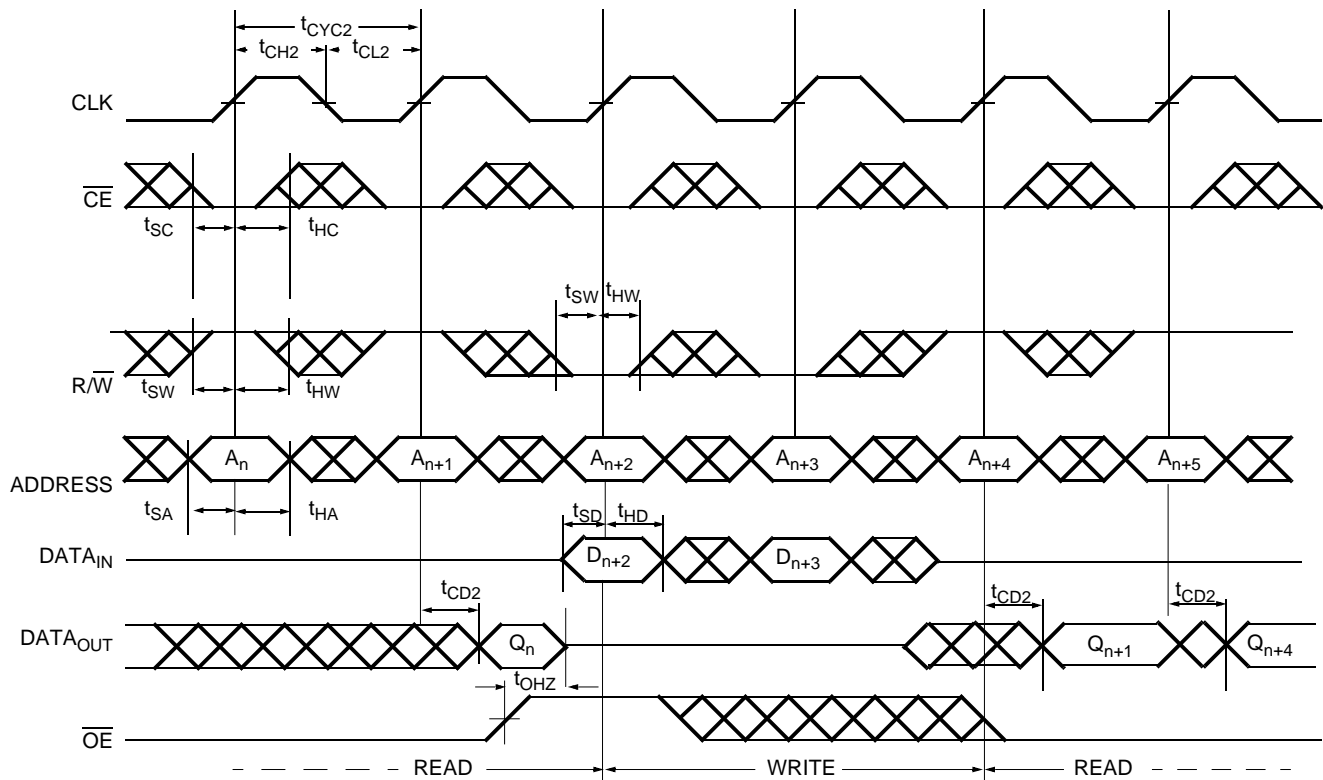 tCYC2
tCH2 tCL2
CLK
CE
tSC tHC
tSW tHW
R/W
tSW tHW
An An+1 An+2 An+3 An+4 An+5
ADDRESS
tSA tHA
tSD tHD
DATAIN
Dn+2 Dn+3
tCD2 tCD2 tCD2
DATAOUT
Qn Qn+1 Qn+4
tOHZ
OE
READ WRITE READ